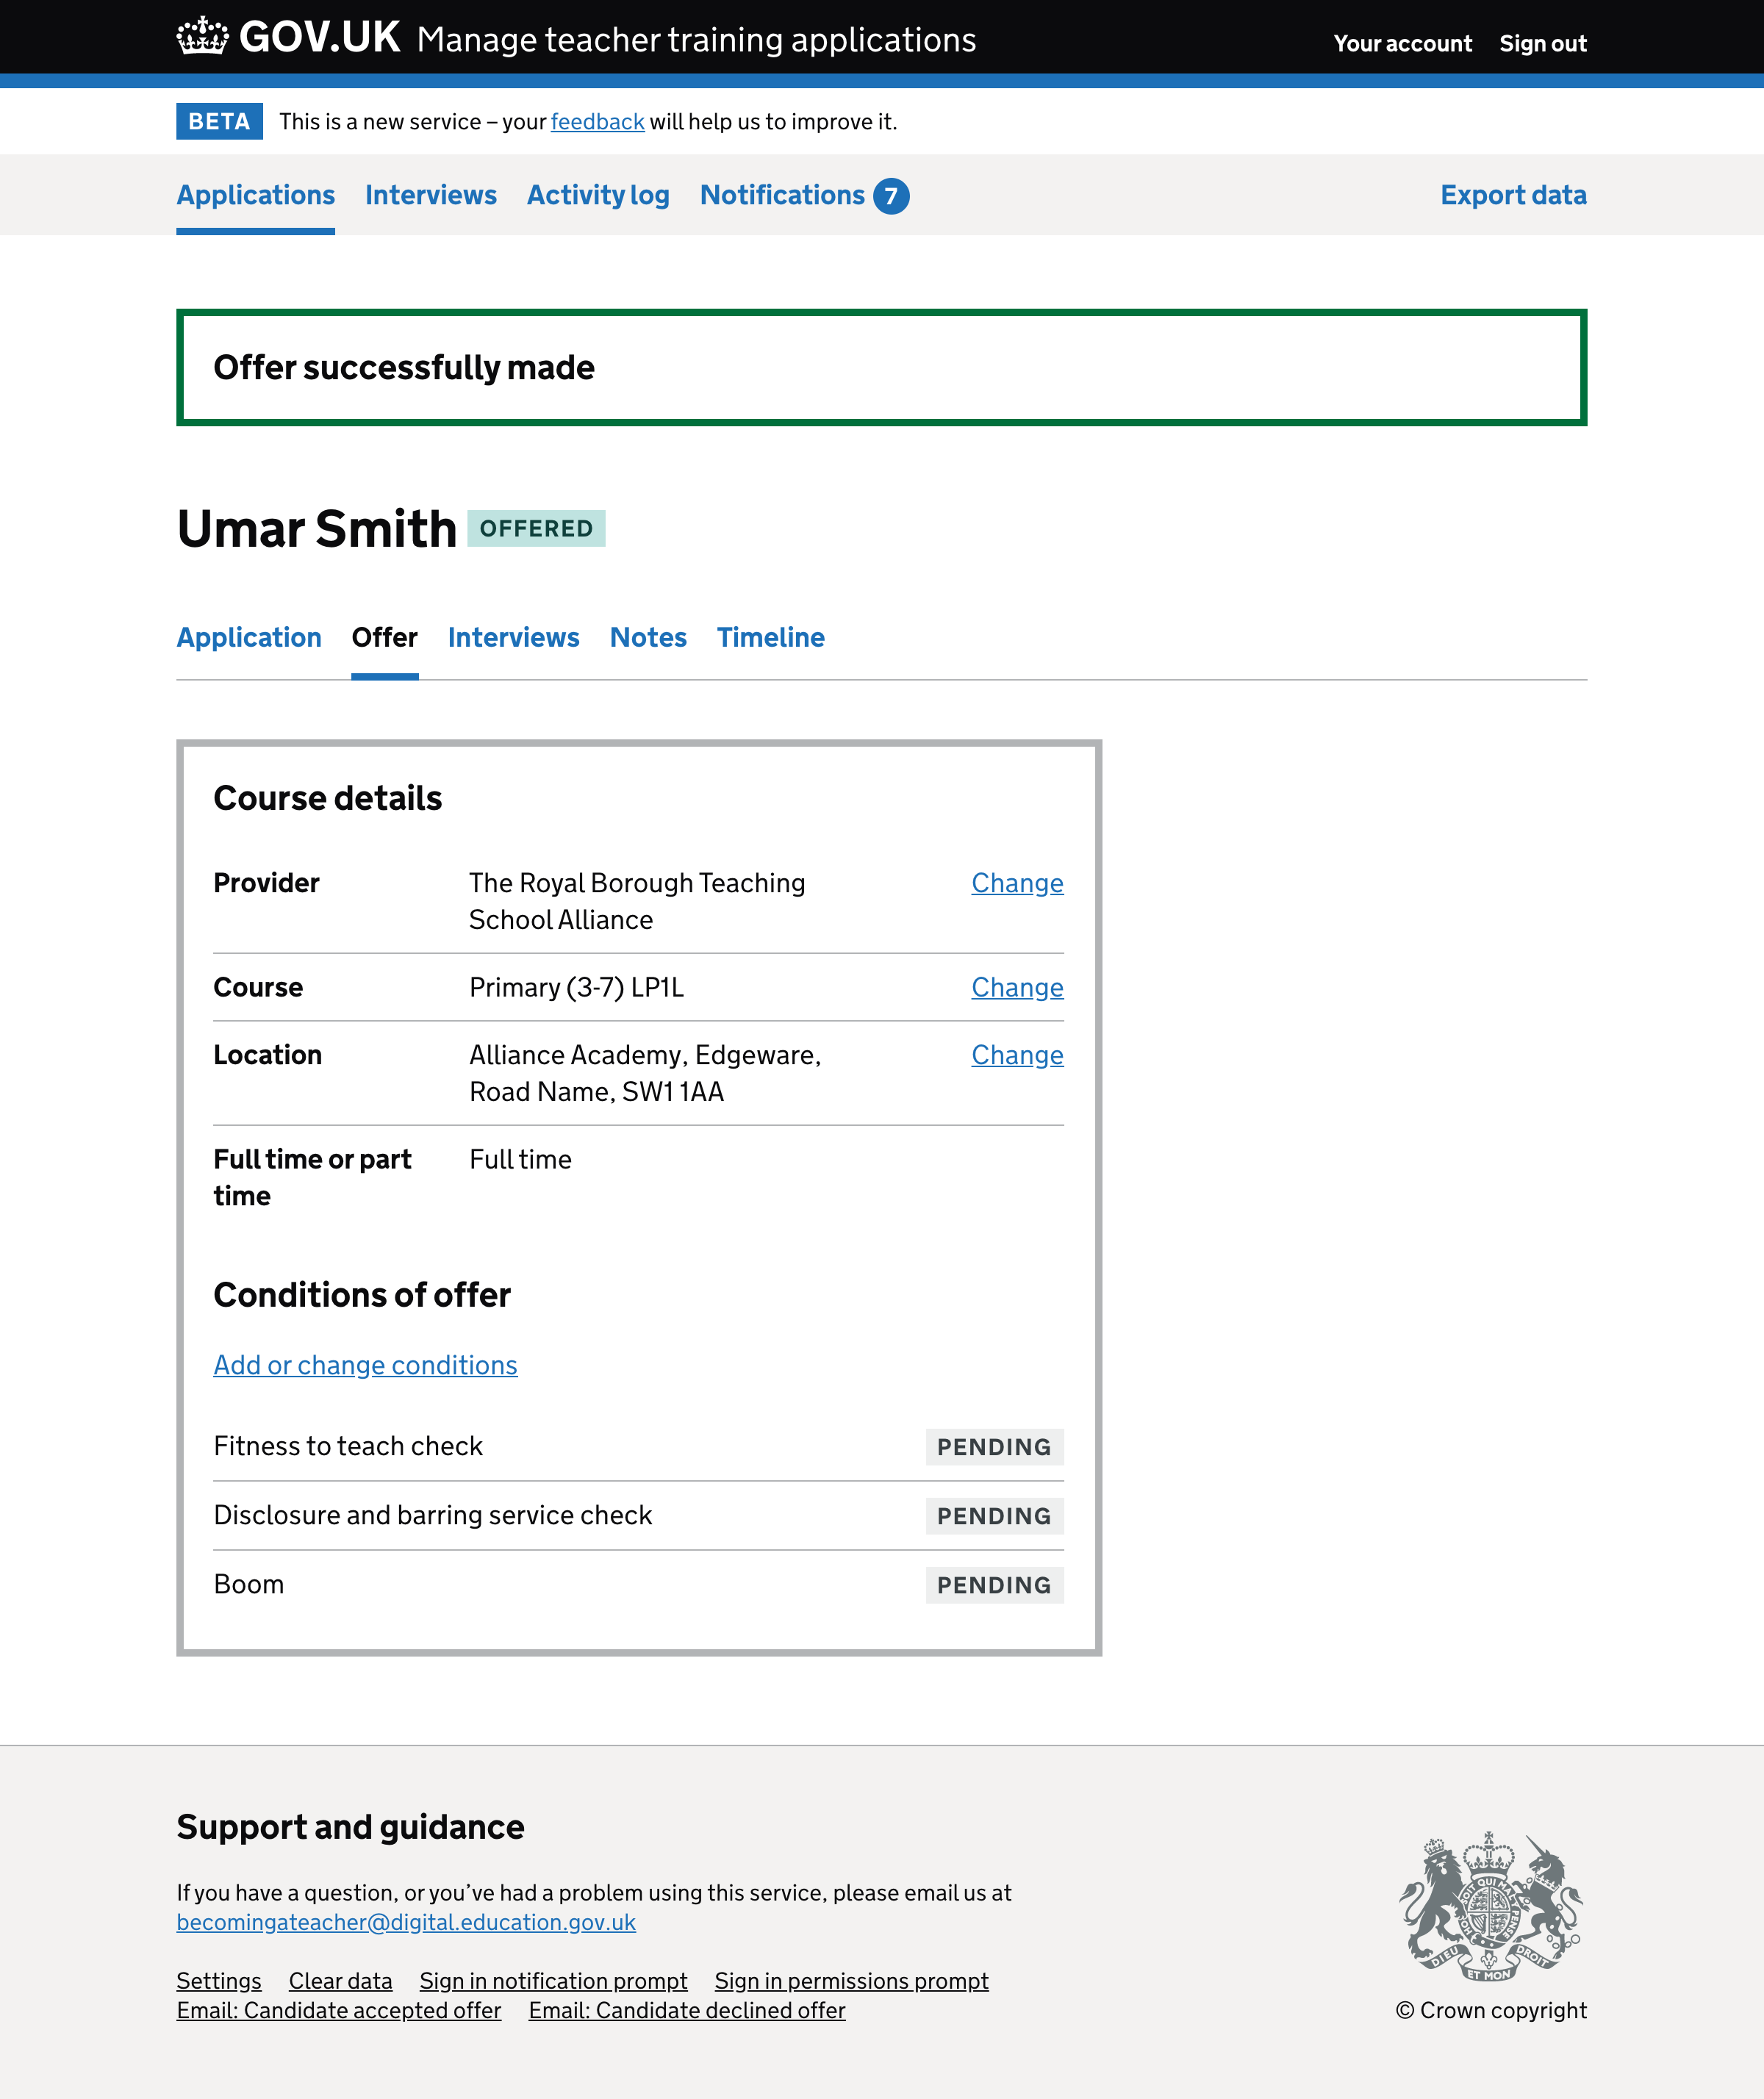 GOV.UK Manage teacher training applications Your account Sign out
BETA This is a new service – your feedback will help us to improve it.
Applications Interviews Activity log Notifications 7 Export data
Offer successfully made
Umar Smith OFFERED
Application Offer Interviews Notes Timeline
Course details
Provider The Royal Borough Teaching Change
School Alliance
Course Primary (3-7) LP1L Change
Location Alliance Academy, Edgeware, Change
Road Name, SW1 1AA
Full time or part Full time
time
Conditions of offer
Add or change conditions
Fitness to teach check PENDING
Disclosure and barring service check PENDING
Boom PENDING
Support and guidance
If you have a question, or you’ve had a problem using this service, please email us at
becomingateacher@digital.education.gov.uk
Settings Clear data Sign in notification prompt Sign in permissions prompt
Email: Candidate accepted offer Email: Candidate declined offer
DIEU ET MON DROIT
© Crown copyright